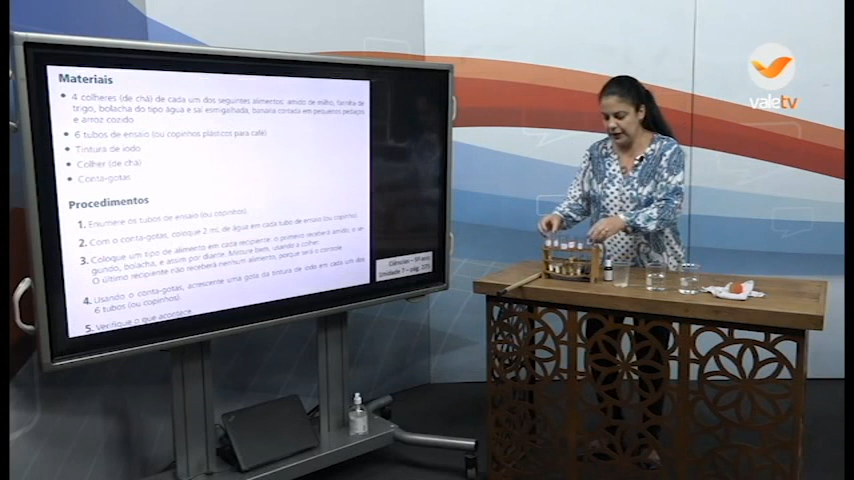 Materiais
• 4 colheres (de chá) de cada um dos seguintes alimentos: amido de milho, farinha de
trigo, bolacha do tipo água e sal esmigalhada, banana cortada em pequenos pedaços
e arroz cozido
• 6 tubos de ensaio (ou copinhos plásticos para café)
• Tintura de iodo
• Colher (de chá)
• Conta-gotas
Procedimentos
1. Enumere os tubos de ensaio (ou copinhos).
2. Com o conta-gotas, coloque 2 mL de água em cada tubo de ensaio (ou copinho).
3. Coloque um tipo de alimento em cada recipiente: o primeiro receberá amido, o se-
gundo, bolacha, e assim por diante. Misture bem, usando a colher.
O último recipiente não receberá nenhum alimento, porque será o controle.
4. Usando o conta-gotas, acrescente uma gota da tintura de iodo em cada um dos
6 tubos (ou copinhos).
5. Verifique o que acontece.
Ciências – 5º ano
Unidade 7 – pág. 275
valetv